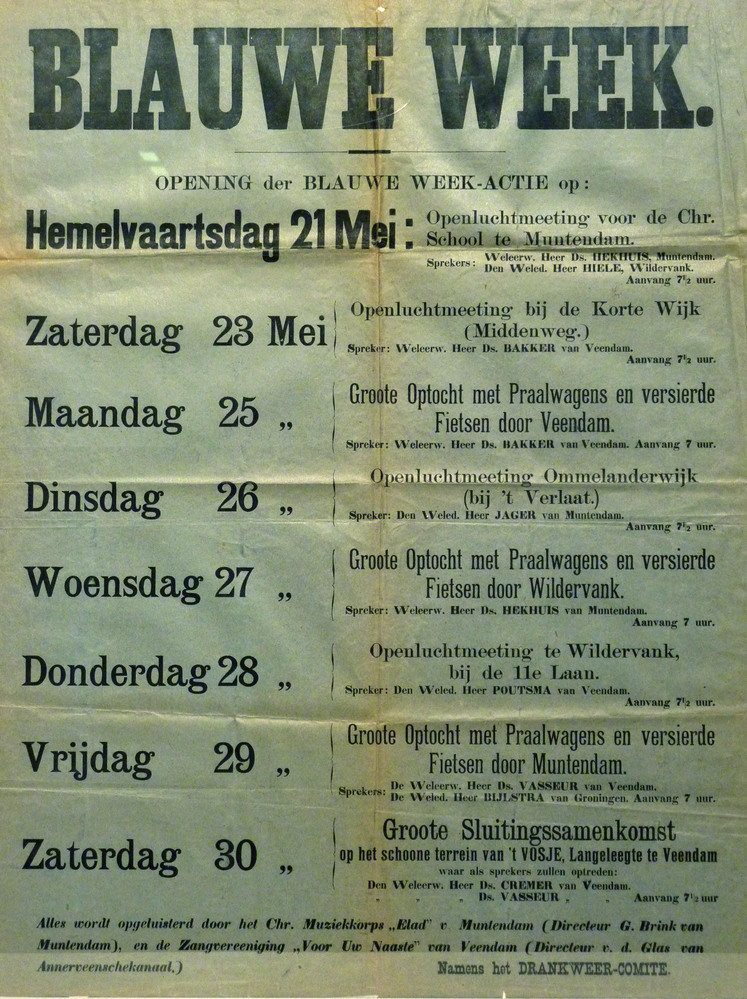 BLAUWE WEEK.
OPENING der BLAUWE WEEK-ACTIE op:
Hemelvaartsdag 21 Mei: Openluchtmeeting voor de Chr.
School te Muntendam.
Sprekers: Weleerw. Heer Ds. HEKHUIS, Muntendam.
Den Weled. Heer HIELE, Wildervank.
Aanvang 7½ uur.
Zaterdag 23 Mei
Openluchtmeeting bij de Korte Wijk
(Middenweg.)
Spreker: Weleerw. Heer Ds. BAKKER van Veendam.
Aanvang 7½ uur.
Maandag 25 „
Groote Optocht met Praalwagens en versierde
Fietsen door Veendam.
Spreker: Weleerw. Heer Ds. BAKKER van Veendam. Aanvang 7 uur.
Dinsdag 26 „
Openluchtmeeting Ommelanderwijk
(bij 't Verlaat.)
Spreker: Den Weled. Heer JAGER van Muntendam.
Aanvang 7½ uur.
Woensdag 27 „
Groote Optocht met Praalwagens en versierde
Fietsen door Wildervank.
Spreker: Weleerw. Heer Ds. HEKHUIS van Muntendam.
Aanvang 7 uur.
Donderdag 28 „
Openluchtmeeting te Wildervank,
bij de 11e Laan.
Spreker: Den Weled. Heer POUTSMA van Veendam.
Aanvang 7½ uur.
Vrijdag 29 „
Groote Optocht met Praalwagens en versierde
Fietsen door Muntendam.
Sprekers: De Weleerw. Heer Ds. VASSEUR van Veendam.
De Weled. Heer BIJLSTRA van Groningen. Aanvang 7 uur.
Zaterdag 30 „
Groote Sluitingssamenkomst
op het schoone terrein van 't VOSJE, Langeleegte te Veendam
waar als sprekers zullen optreden:
Den Weleerw. Heer Ds. CREMER van Veendam.
„ „ „ Ds. VASSEUR „ „ Aanvang 7½ uur
Alles wordt opgeluisterd door het Chr. Muziekkorps „Elad" v Muntendam (Directeur G. Brink van
Muntendam), en de Zangvereeniging „Voor Uw Naaste" van Veendam (Directeur v. d. Glas van
Annerveenschekanaal.)
Namens het DRANKWEER-COMITE.